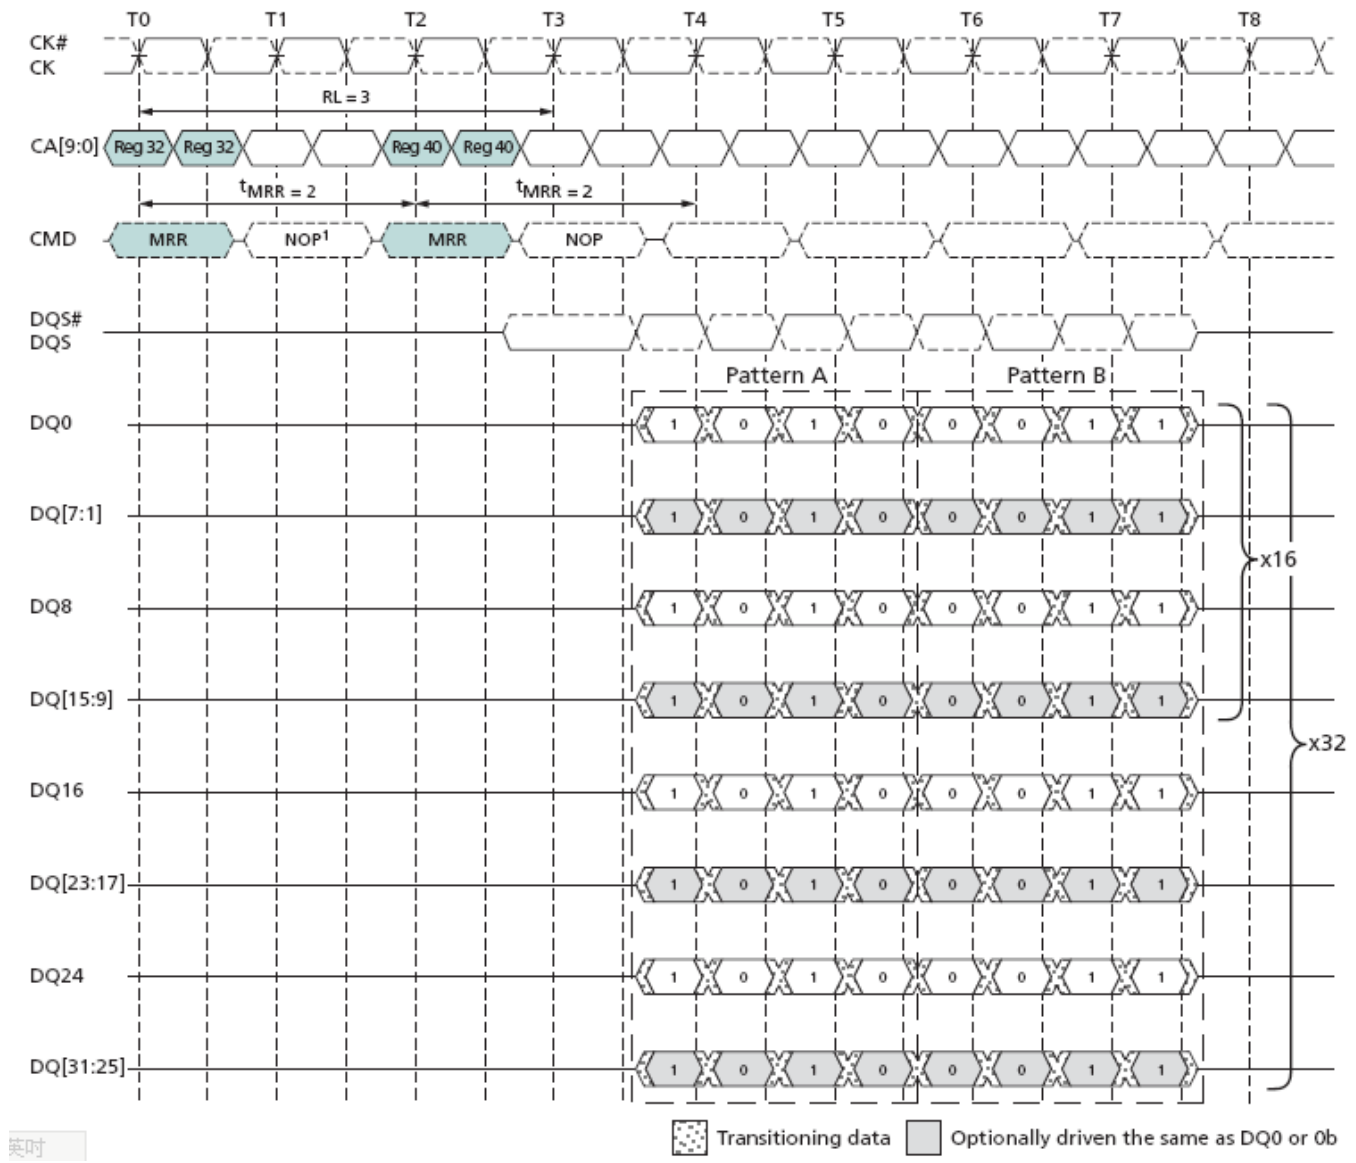 T0 T1 T2 T3 T4 T5 T6 T7 T8
CK#
CK
RL = 3
CA[9:0] Reg 32 Reg 32 Reg 40 Reg 40
tMRR = 2 tMRR = 2
CMD MRR NOP1 MRR NOP
DQS#
DQS
Pattern A Pattern B
DQ0 1 0 1 0 0 0 1 1
DQ[7:1] 1 0 1 0 0 0 1 1
x16
DQ8 1 0 1 0 0 0 1 1
DQ[15:9] 1 0 1 0 0 0 1 1
x32
DQ16 1 0 1 0 0 0 1 1
DQ[23:17] 1 0 1 0 0 0 1 1
DQ24 1 0 1 0 0 0 1 1
DQ[31:25] 1 0 1 0 0 0 1 1
Transitioning data Optionally driven the same as DQ0 or 0b
英吋